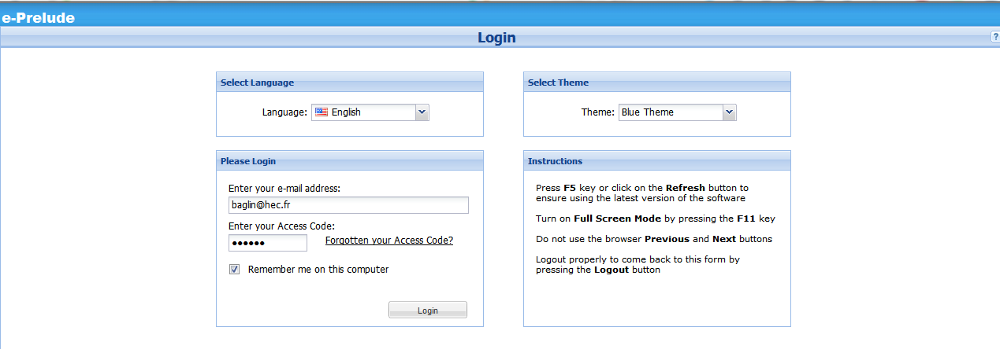 e-Prelude
Login
?
Select Language
Language: English
Select Theme
Theme: Blue Theme
Please Login
Enter your e-mail address:
baglin@hec.fr
Enter your Access Code:
●●●●●● Forgotten your Access Code?
Remember me on this computer
Login
Instructions
Press F5 key or click on the Refresh button to
ensure using the latest version of the software
Turn on Full Screen Mode by pressing the F11 key
Do not use the browser Previous and Next buttons
Logout properly to come back to this form by
pressing the Logout button